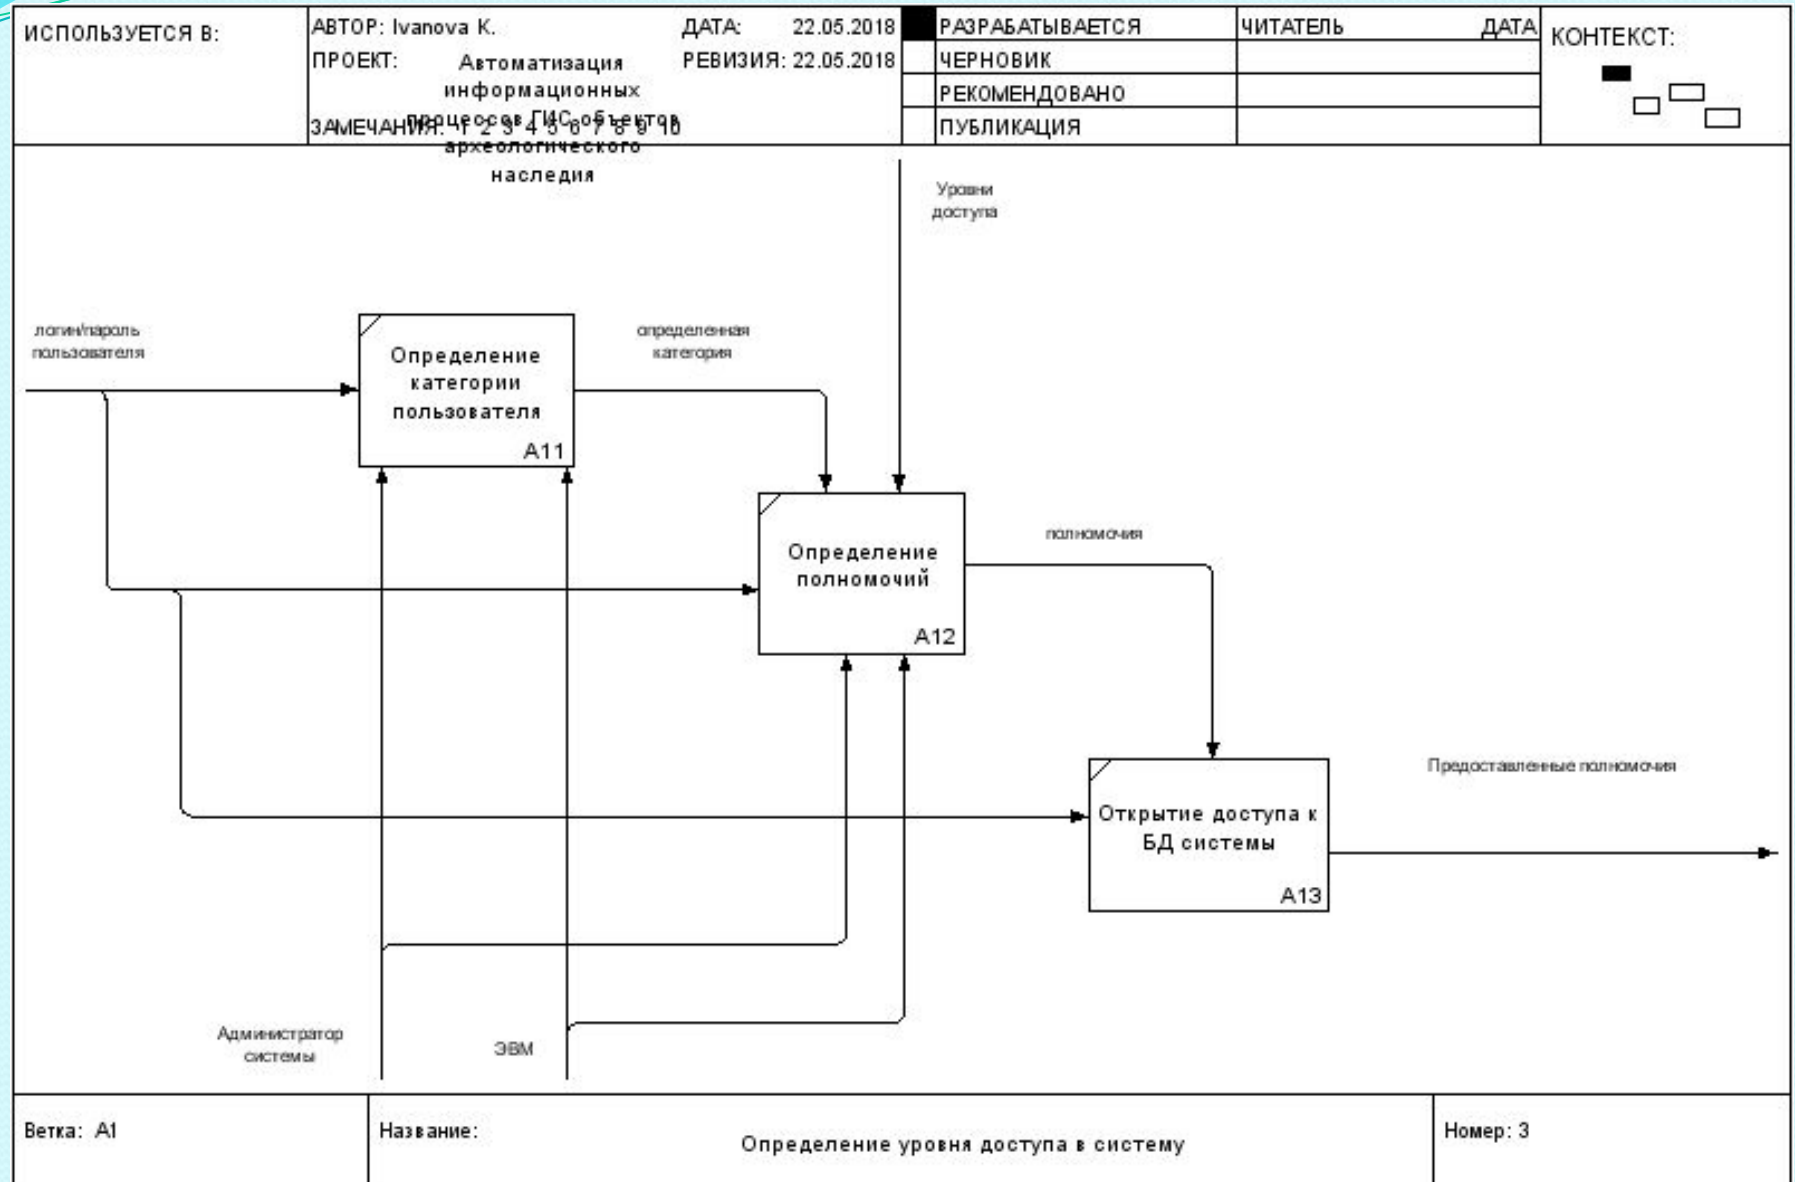 ИСПОЛЬЗУЕТСЯ В:
АВТОР: Ivanova K.
ДАТА: 22.05.2018
ПРОЕКТ: Автоматизация
информационных
процессов ГИС объектов
археологического
наследия
РЕВИЗИЯ: 22.05.2018
ЗАМЕЧАНИЯ: 1 2 3 4 5 6 7 8 9 10
РАЗРАБАТЫВАЕТСЯ
ЧЕРНОВИК
РЕКОМЕНДОВАНО
ПУБЛИКАЦИЯ
ЧИТАТЕЛЬ ДАТА
КОНТЕКСТ:
Уровни
доступа
логин/пароль
пользователя
Определение
категории
пользователя
A11
определенная
категория
Определение
полномочий
A12
полномочия
Открытие доступа к
БД системы
A13
Предоставленные полномочия
Администратор
системы
ЭВМ
Ветка: A1
Название:
Определение уровня доступа в систему
Номер: 3